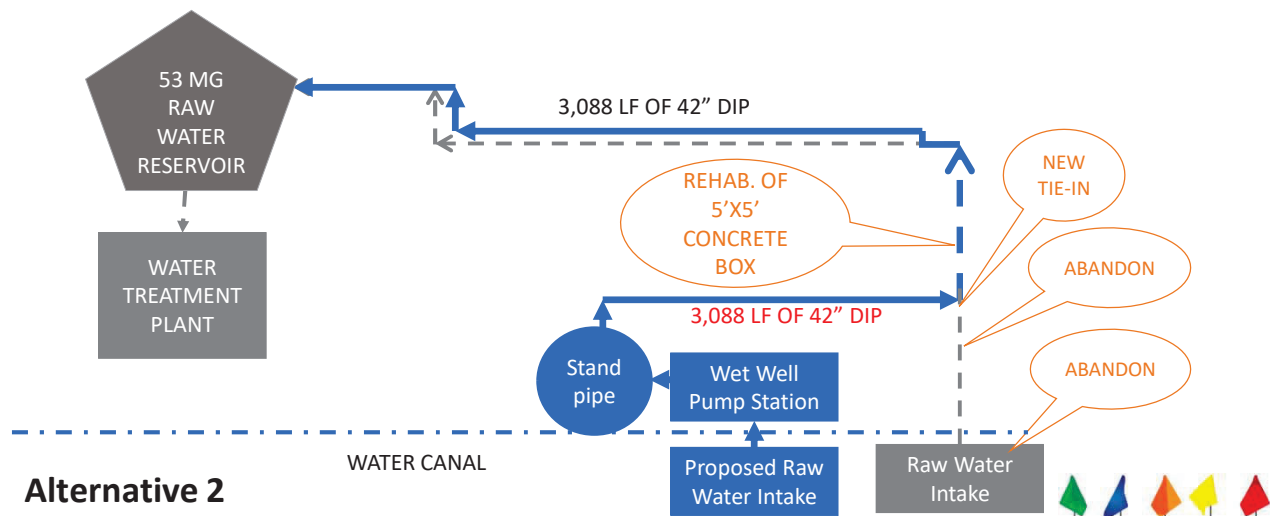 53 MG
RAW
WATER
RESERVOIR
3,088 LF OF 42” DIP
REHAB. OF
5’X5’
CONCRETE
BOX
NEW
TIE-IN
WATER
TREATMENT
PLANT
ABANDON
3,088 LF OF 42” DIP
Stand
pipe
Wet Well
Pump Station
ABANDON
WATER CANAL
Proposed Raw
Water Intake
Raw Water
Intake
Alternative 2